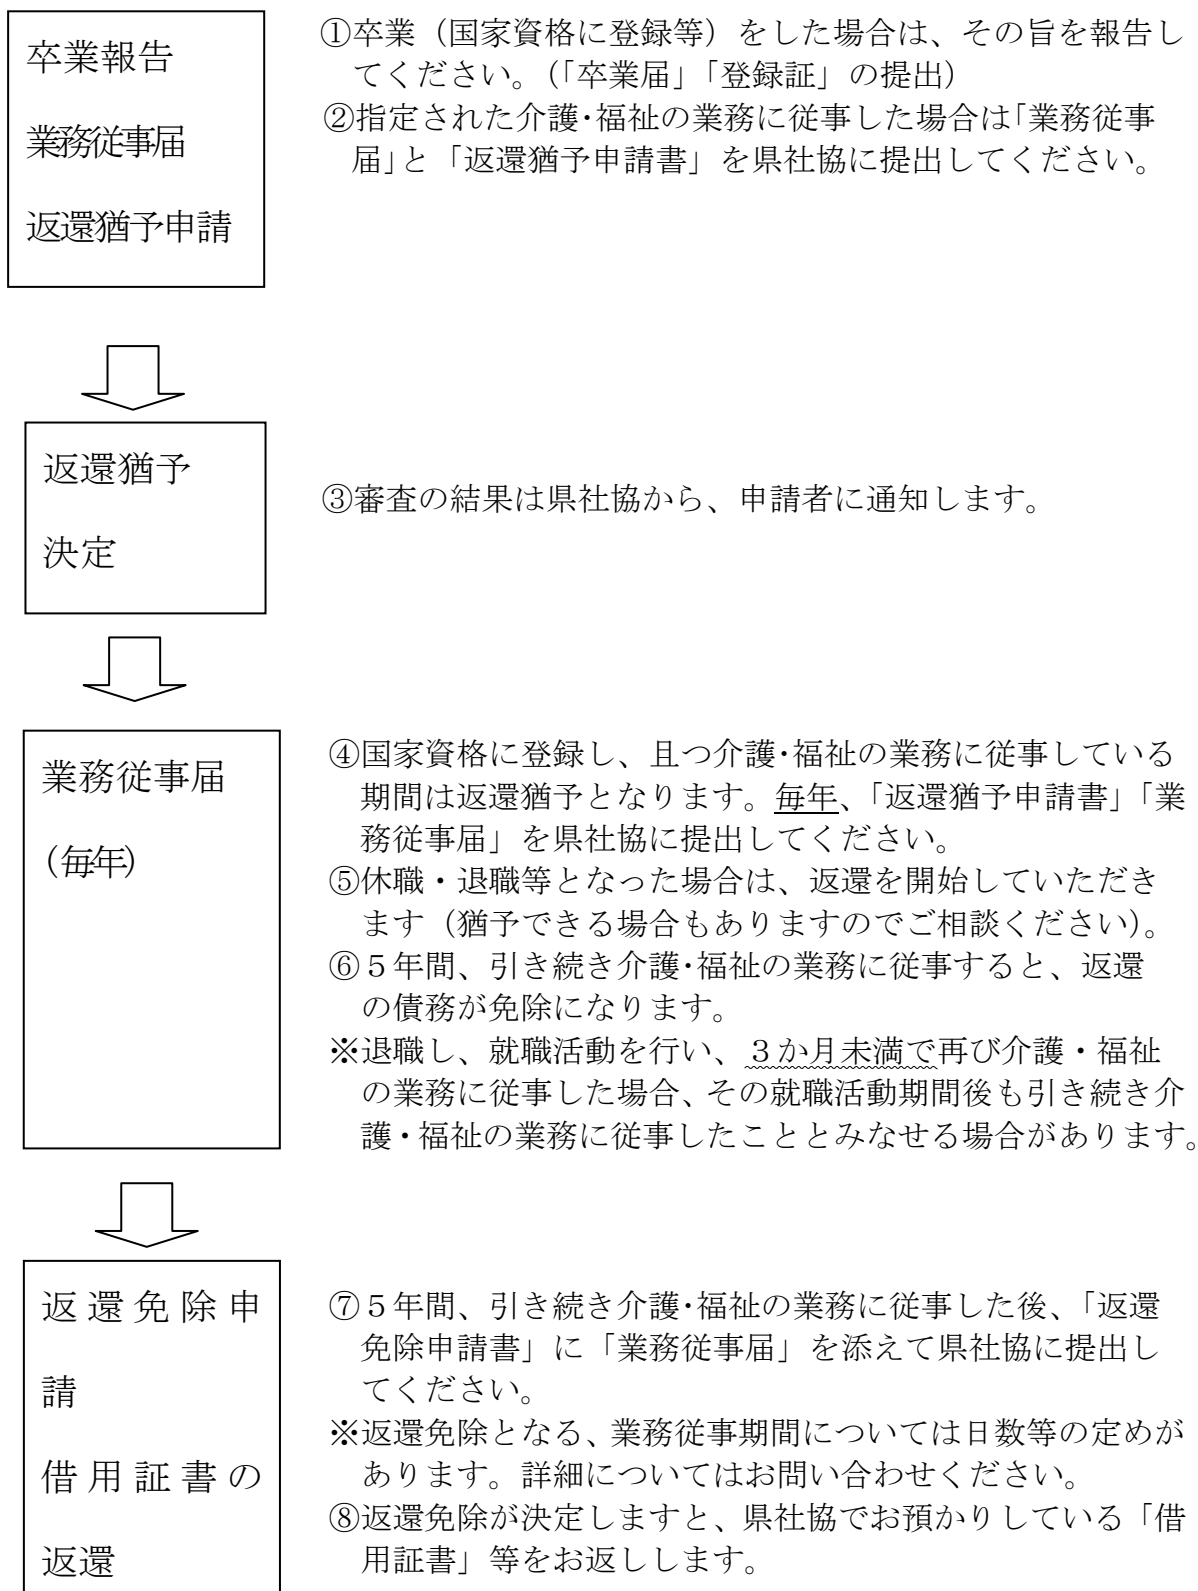 卒業報告
業務従事届
返還猶予申請
①卒業（国家資格に登録等）をした場合は、その旨を報告し
てください。（「卒業届」「登録証」の提出）
②指定された介護・福祉の業務に従事した場合は「業務従事
届」と「返還猶予申請書」を県社協に提出してください。
返還猶予
決定
③審査の結果は県社協から、申請者に通知します。
業務従事届
（毎年）
④国家資格に登録し、且つ介護・福祉の業務に従事している
期間は返還猶予となります。毎年、「返還猶予申請書」「業
務従事届」を県社協に提出してください。
⑤休職・退職等となった場合は、返還を開始していただき
ます（猶予できる場合もありますのでご相談ください）。
⑥５年間、引き続き介護・福祉の業務に従事すると、返還
の債務が免除になります。
※退職し、就職活動を行い、３か月未満で再び介護・福祉
の業務に従事した場合、その就職活動期間後も引き続き介
護・福祉の業務に従事したこととみなせる場合があります。
返還免除申
請
借用証書の
返還
⑦５年間、引き続き介護・福祉の業務に従事した後、「返還
免除申請書」に「業務従事届」を添えて県社協に提出し
てください。
※返還免除となる、業務従事期間については日数等の定めが
あります。詳細についてはお問い合わせください。
⑧返還免除が決定しますと、県社協でお預かりしている「借
用証書」等をお返しします。